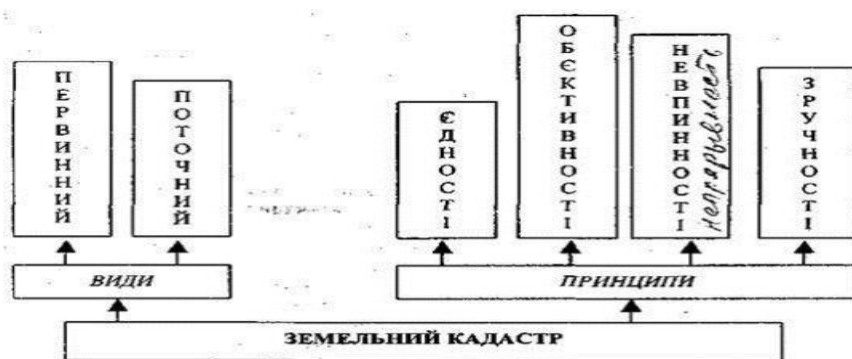 ПЕРВИННИЙ
ПОТОЧНИЙ
ЄДНОСТІ
ОБЄКТИВНОСТІ
НЕВПИННОСТІ
непрерывность
ЗРУЧНОСТІ
ВИДИ
ПРИНЦИПИ
ЗЕМЕЛЬНИЙ КАДАСТР